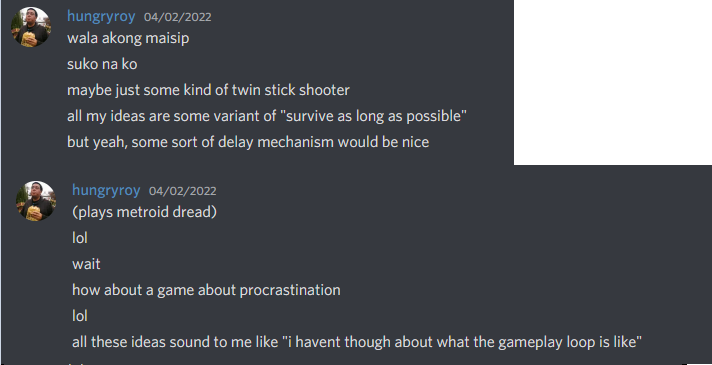 hungryroy 04/02/2022
wala akong maisip
suko na ko
maybe just some kind of twin stick shooter
all my ideas are some variant of "survive as long as possible"
but yeah, some sort of delay mechanism would be nice
hungryroy 04/02/2022
(plays metroid dread)
lol
wait
how about a game about procrastination
lol
all these ideas sound to me like "i havent though about what the gameplay loop is like"